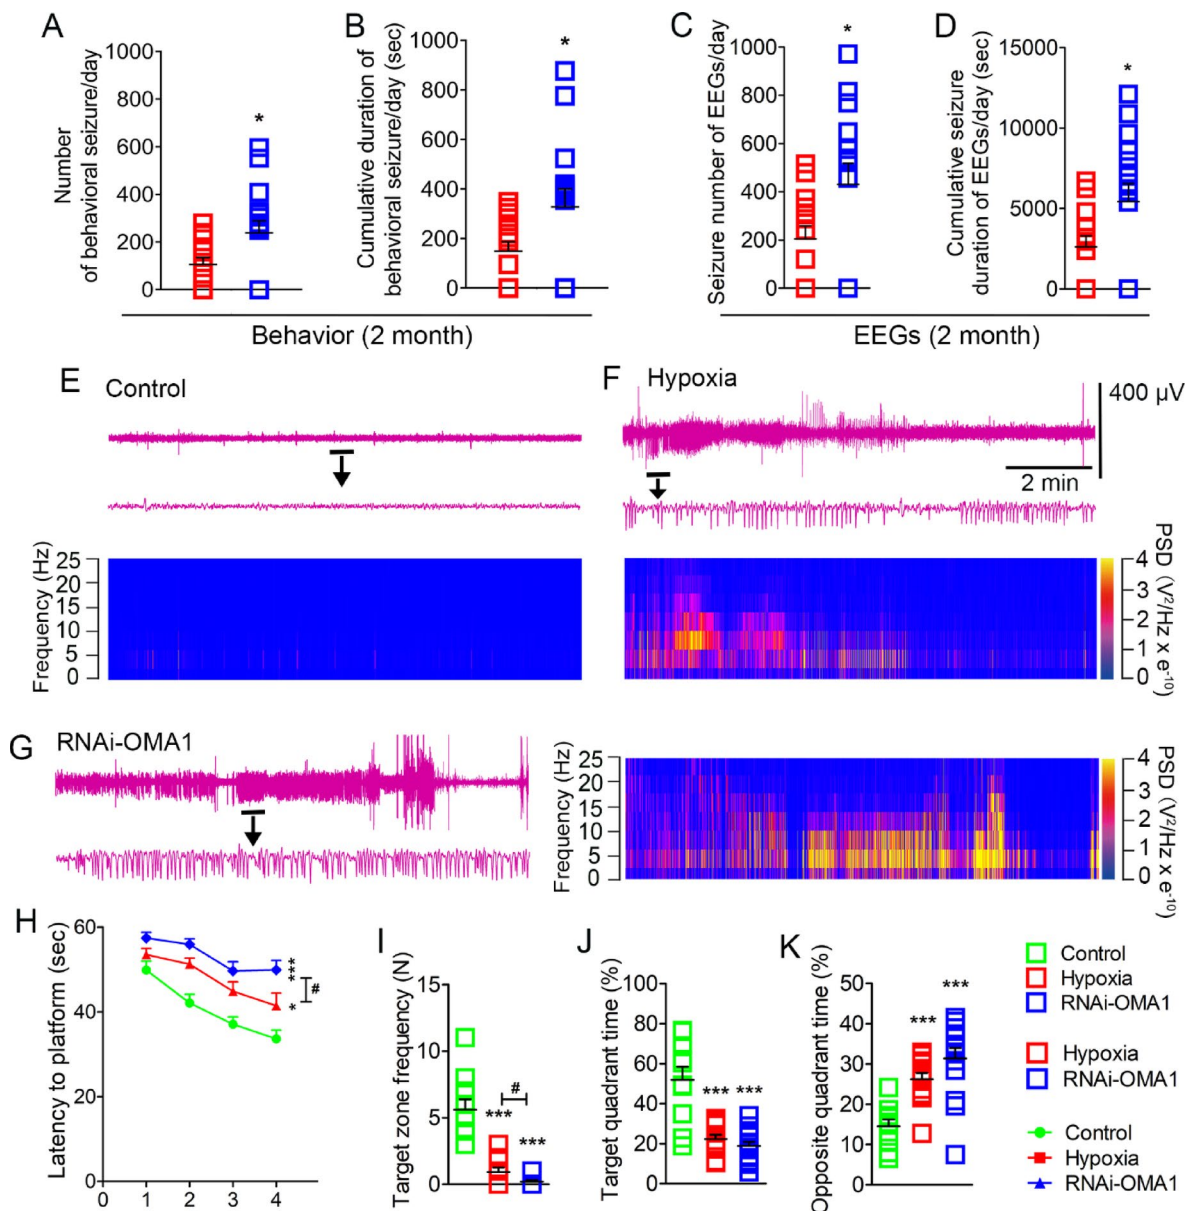 A
Number
of behavioral seizure/day
1000
800
600
400
200
0
*
B
Cumulative duration of
behavioral seizure/day (sec)
1000
800
600
400
200
0
*
Behavior (2 month)
C
Seizure number of EEGs/day
1000
800
600
400
200
0
*
D
Cumulative seizure
duration of EEGs/day (sec)
15000
10000
5000
0
*
EEGs (2 month)
E
Control
Frequency (Hz)
25
20
15
10
5
0
F
Hypoxia
400 µV
2 min
PSD (V²/Hz x e⁻¹⁰)
4
3
2
1
0
G
RNAi-OMA1
Frequency (Hz)
25
20
15
10
5
0
PSD (V²/Hz x e⁻¹⁰)
4
3
2
1
0
H
Latency to platform (sec)
60
40
20
0
1 2 3 4
***
#
*
I
Target zone frequency (N)
15
10
5
0
***
#
***
J
Target quadrant time (%)
100
80
60
40
20
0
*** ***
K
Opposite quadrant time (%)
50
40
30
20
10
0
***
***
Control
Hypoxia
RNAi-OMA1
Hypoxia
RNAi-OMA1
Control
Hypoxia
RNAi-OMA1